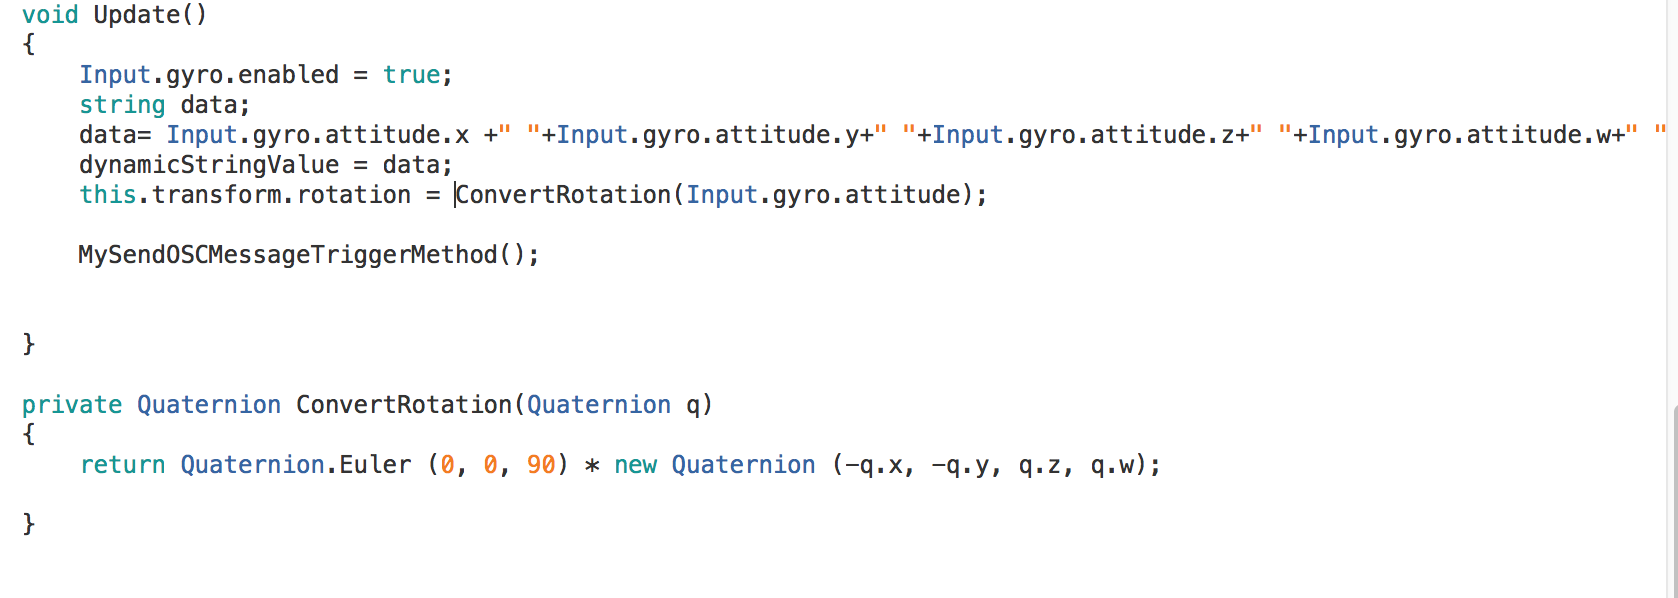 void Update()
{
Input.gyro.enabled = true;
string data;
data= Input.gyro.attitude.x +" "+Input.gyro.attitude.y+" "+Input.gyro.attitude.z+" "+Input.gyro.attitude.w+" "
dynamicStringValue = data;
this.transform.rotation = ConvertRotation(Input.gyro.attitude);
MySendOSCMessageTriggerMethod();
}
private Quaternion ConvertRotation(Quaternion q)
{
return Quaternion.Euler (0, 0, 90) * new Quaternion (-q.x, -q.y, q.z, q.w);
}